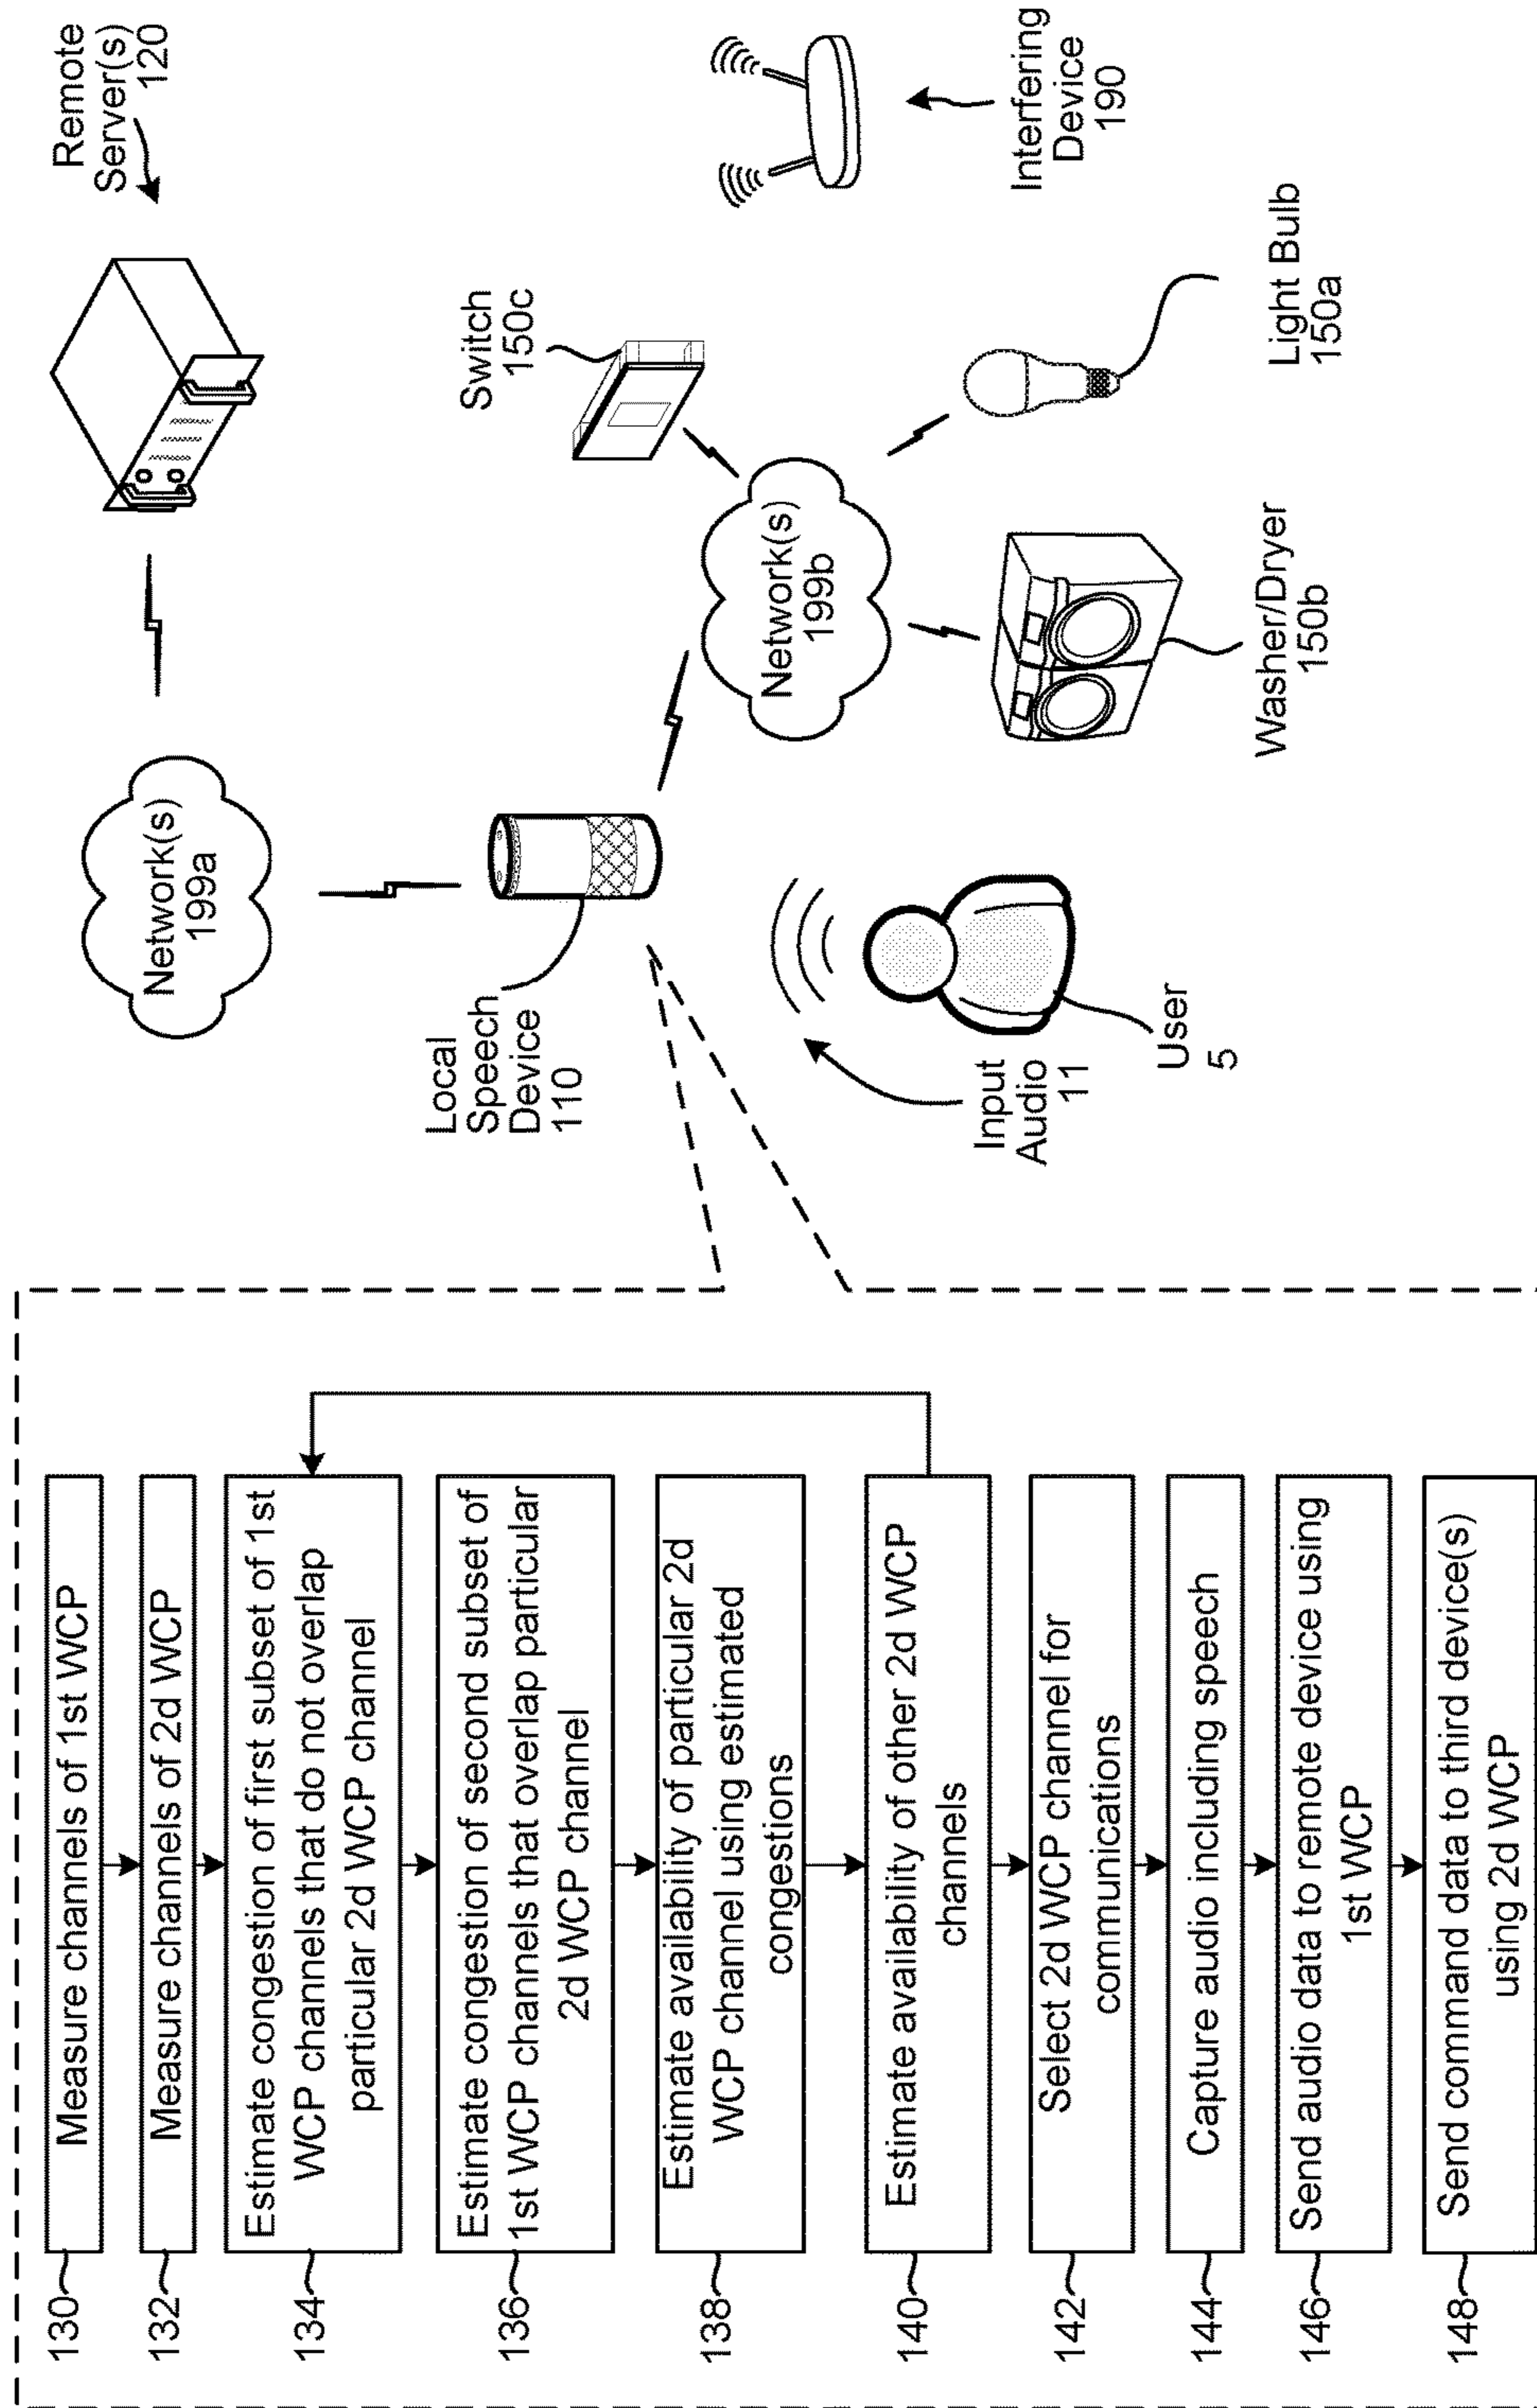 130
Measure channels of 1st WCP
132
Measure channels of 2d WCP
134
Estimate congestion of first subset of 1st
WCP channels that do not overlap
particular 2d WCP channel
136
Estimate congestion of second subset of
1st WCP channels that overlap particular
2d WCP channel
138
Estimate availability of particular 2d
WCP channel using estimated
congestions
140
Estimate availability of other 2d WCP
channels
142
Select 2d WCP channel for
communications
144
Capture audio including speech
146
Send audio data to remote device using
1st WCP
148
Send command data to third device(s)
using 2d WCP
Network(s)
199a
Remote
Server(s)
120
Local
Speech
Device
110
Switch
150c
Network(s)
199b
Input
Audio
11
User
5
Washer/Dryer
150b
Light Bulb
150a
Interfering
Device
190